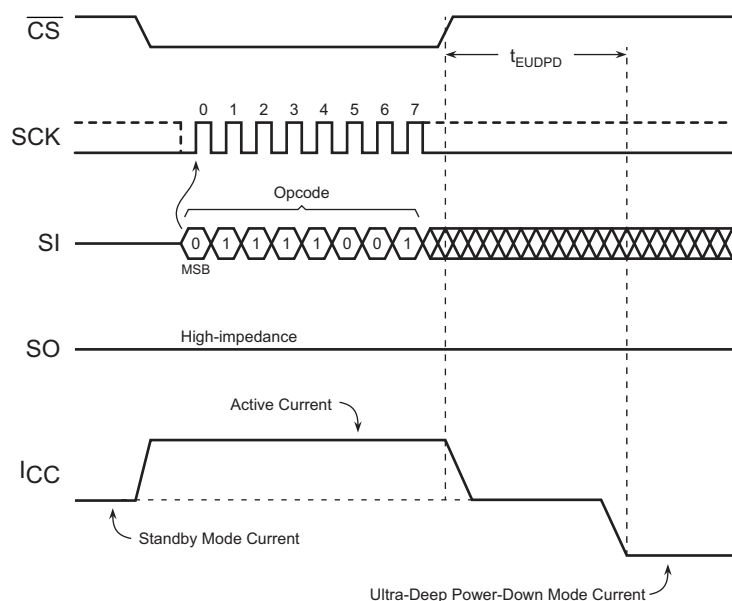 CS
tEUDPD
0 1 2 3 4 5 6 7
SCK
Opcode
SI
0 1 1 1 1 0 0 1
MSB
High-impedance
SO
Active Current
ICC
Standby Mode Current
Ultra-Deep Power-Down Mode Current